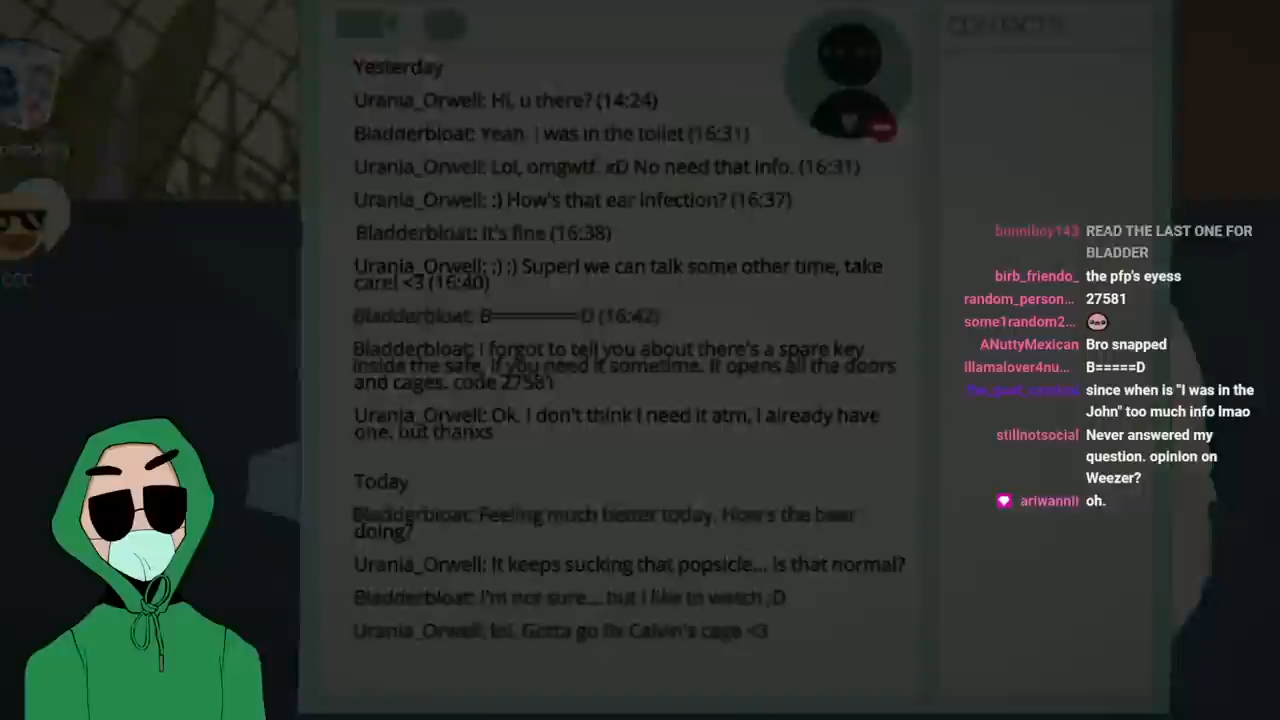 CONTACTS
Yesterday
Urania_Orwell: Hi, u there? (14:24)
Bladderbloat: Yeah. I was in the toilet (16:31)
Urania_Orwell: Lol, omgwtf. xD No need that info. (16:31)
Urania_Orwell: :) How's that ear infection? (16:37)
Bladderbloat: It's fine (16:38)
Urania_Orwell: ;) ;) Super! we can talk some other time, take
care! <3 (16:40)
Bladderbloat: B=======D (16:42)
Bladderbloat: I forgot to tell you about there's a spare key
inside the safe, if you need it sometime. It opens all the doors
and cages. code 27581
Urania_Orwell: Ok. I don't think I need it atm, I already have
one, but thanxs
Today
Bladderbloat: Feeling much better today. How's the bear
doing?
Urania_Orwell: It keeps sucking that popsicle... Is that normal?
Bladderbloat: I'm not sure... but I like to watch ;D
Urania_Orwell: lol. Gotta go fix Calvin's cage <3
CCC
bunniboy143 READ THE LAST ONE FOR
BLADDER
birb_friendo_ the pfp's eyess
random_person... 27581
some1random2...
ANuttyMexican Bro snapped
illamalover4nu... B=====D
since when is "I was in the
John" too much info lmao
stillnotsocial Never answered my
question. opinion on
Weezer?
ariwannii oh.